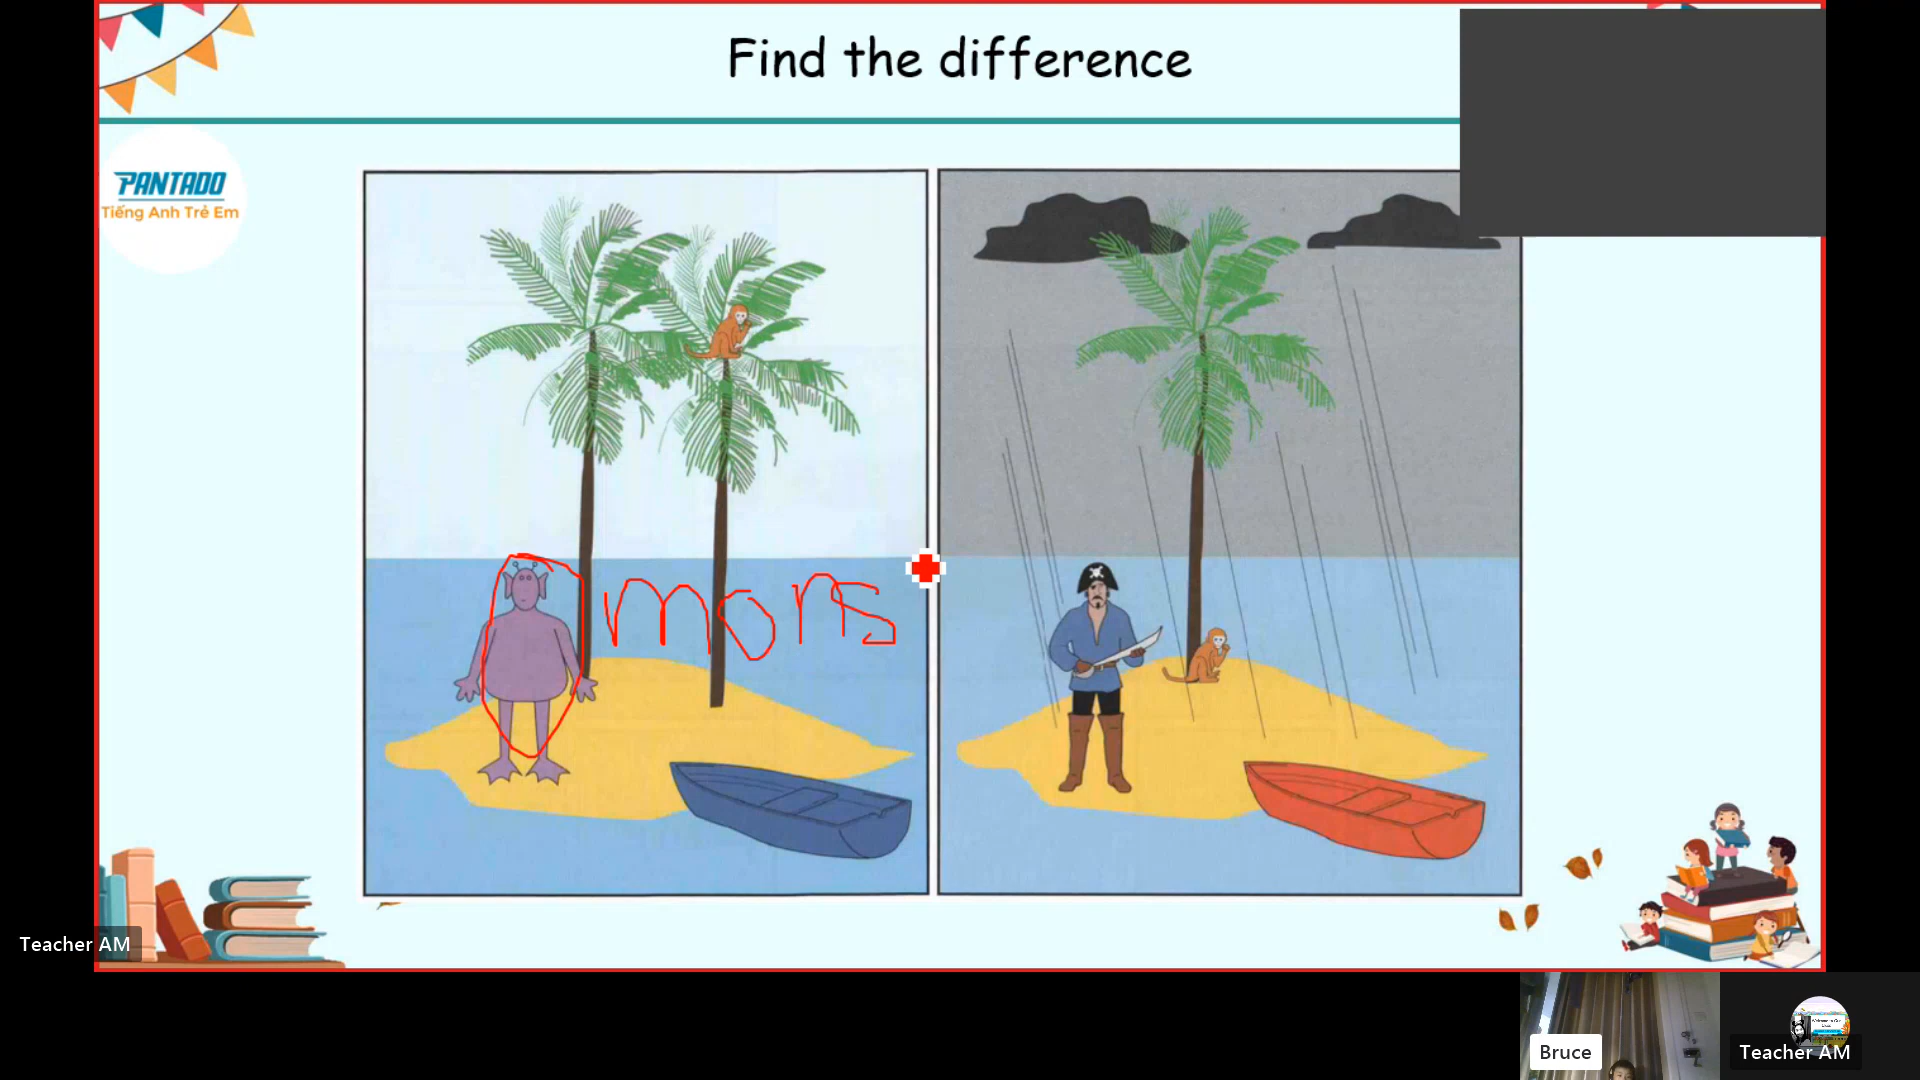 Find the difference
PANTADO
Tiếng Anh Trẻ Em
mons
Teacher AM
Bruce
Teacher AM